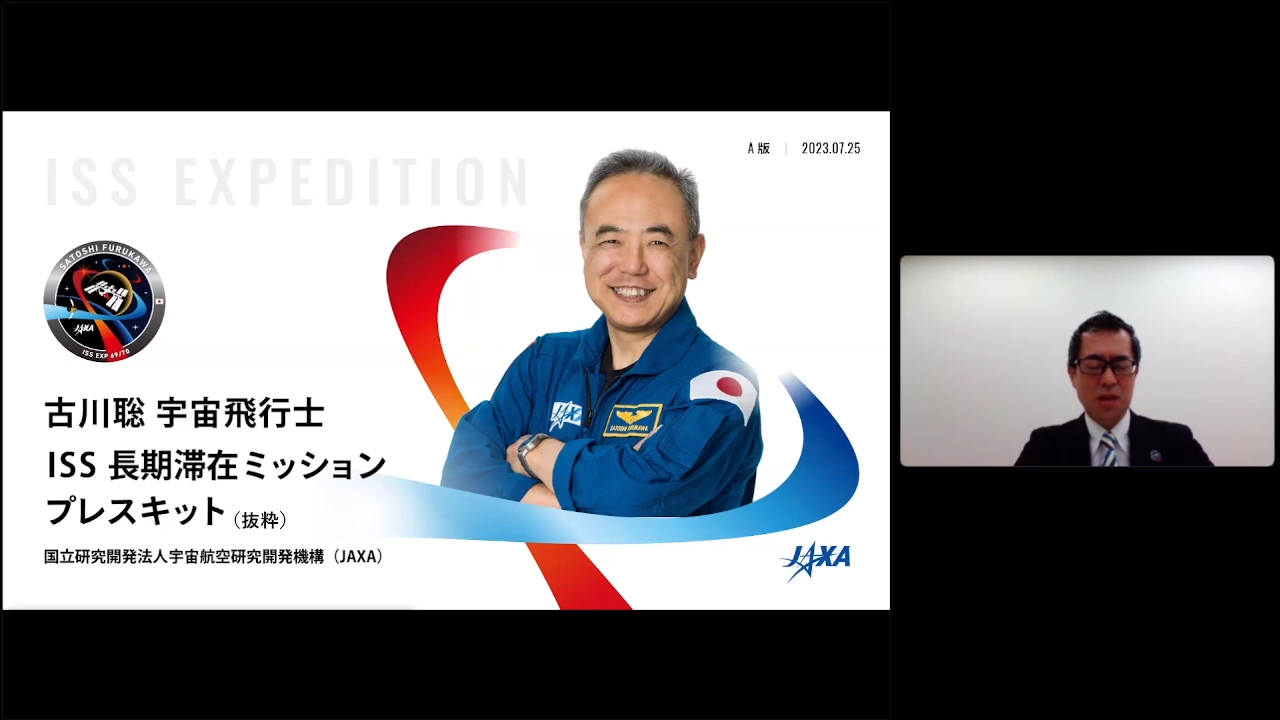 ISS EXPEDITION
A 版 | 2023.07.25
SATOSHI FURUKAWA
JAXA
ISS EXP 69/70
古川聡 宇宙飛行士
ISS 長期滞在ミッション
プレスキット（抜粋）
国立研究開発法人宇宙航空研究開発機構（JAXA）
JAXA
SATOSHI FURUKAWA
JAXA